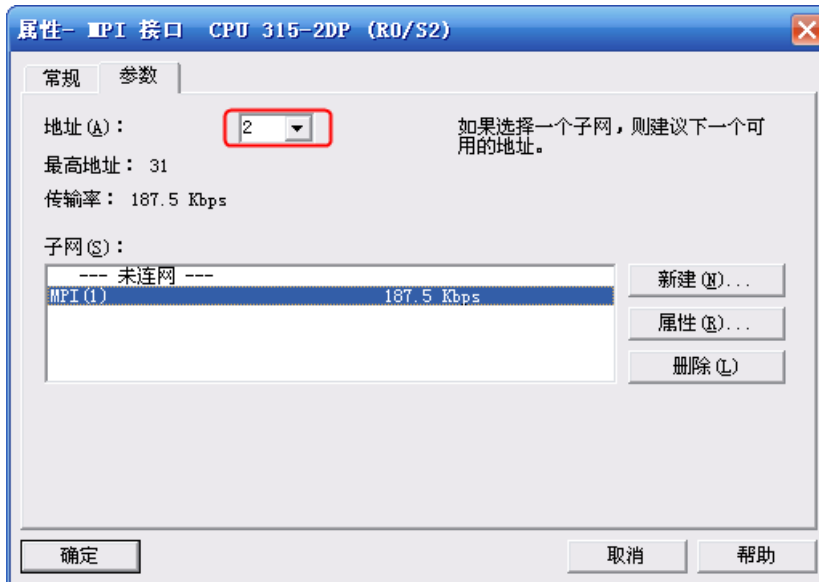 属性- MPI 接口  CPU 315-2DP (R0/S2)
常规 参数
地址(A)： 2
如果选择一个子网，则建议下一个可
用的地址。
最高地址： 31
传输率： 187.5 Kbps
子网(S)：
--- 未连网 ---
MPI(1) 187.5 Kbps
新建(N)...
属性(R)...
删除(L)
确定 取消 帮助